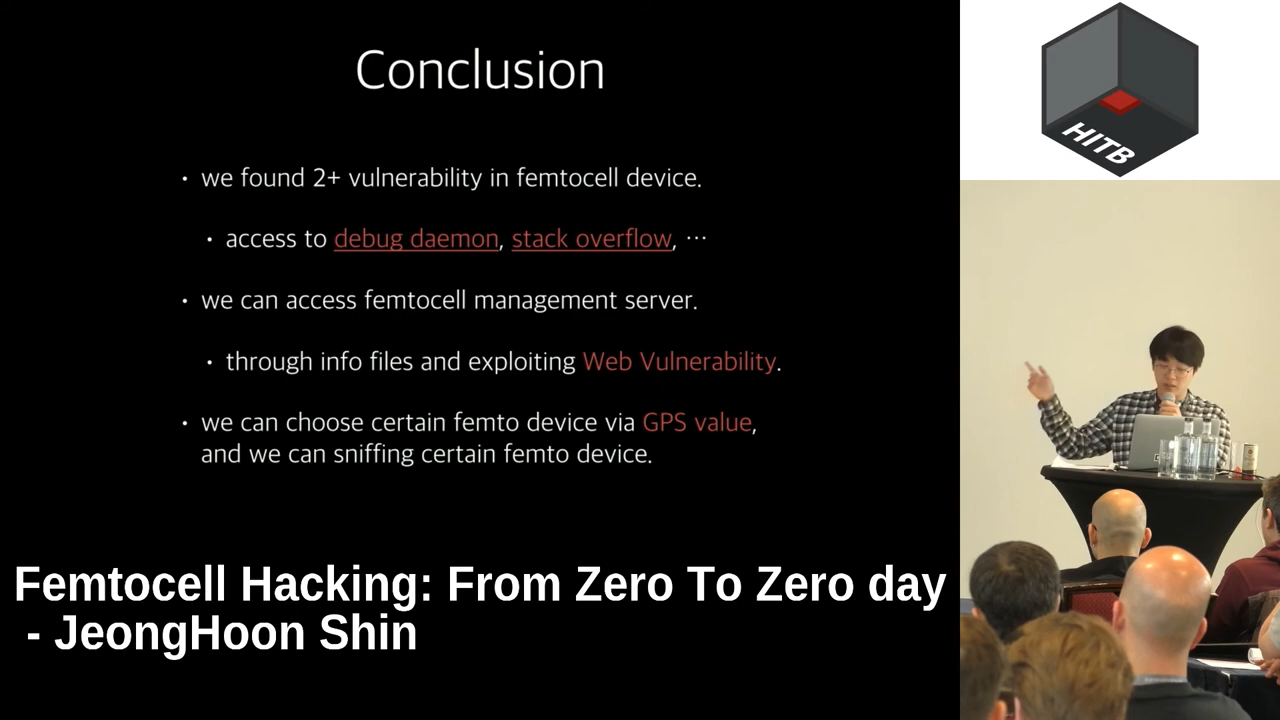 Conclusion
• we found 2+ vulnerability in femtocell device.
• access to debug daemon, stack overflow, ⋯
• we can access femtocell management server.
• through info files and exploiting Web Vulnerability.
• we can choose certain femto device via GPS value,
and we can sniffing certain femto device.
Femtocell Hacking: From Zero To Zero day
- JeongHoon Shin
HITB